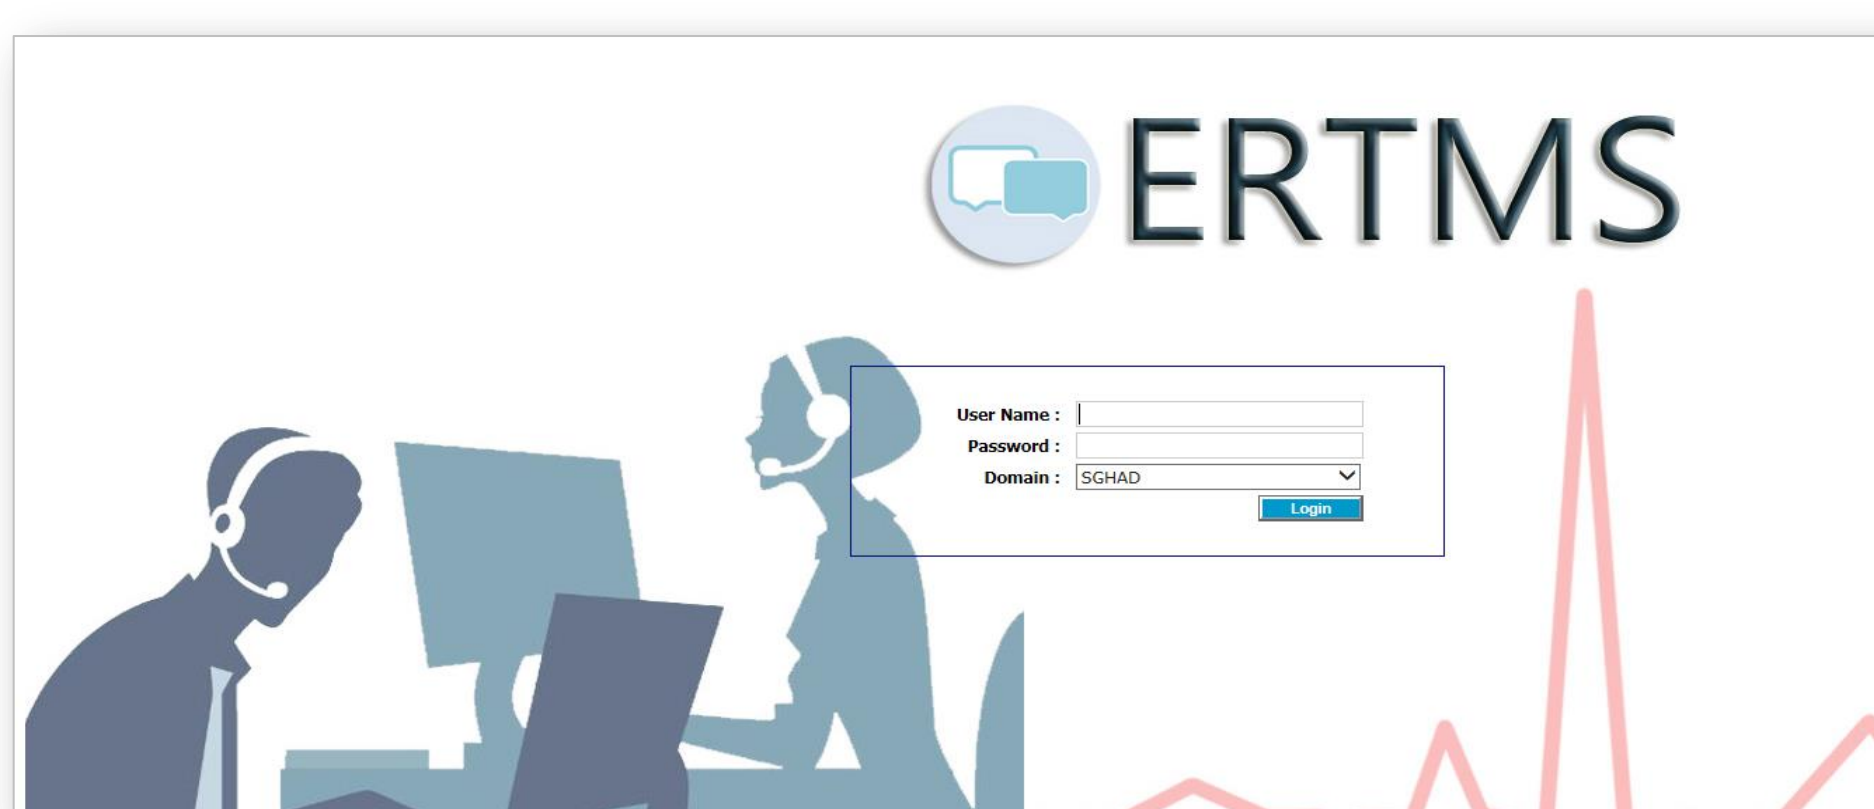 ERTMS
User Name :
Password :
Domain : SGHAD
Login